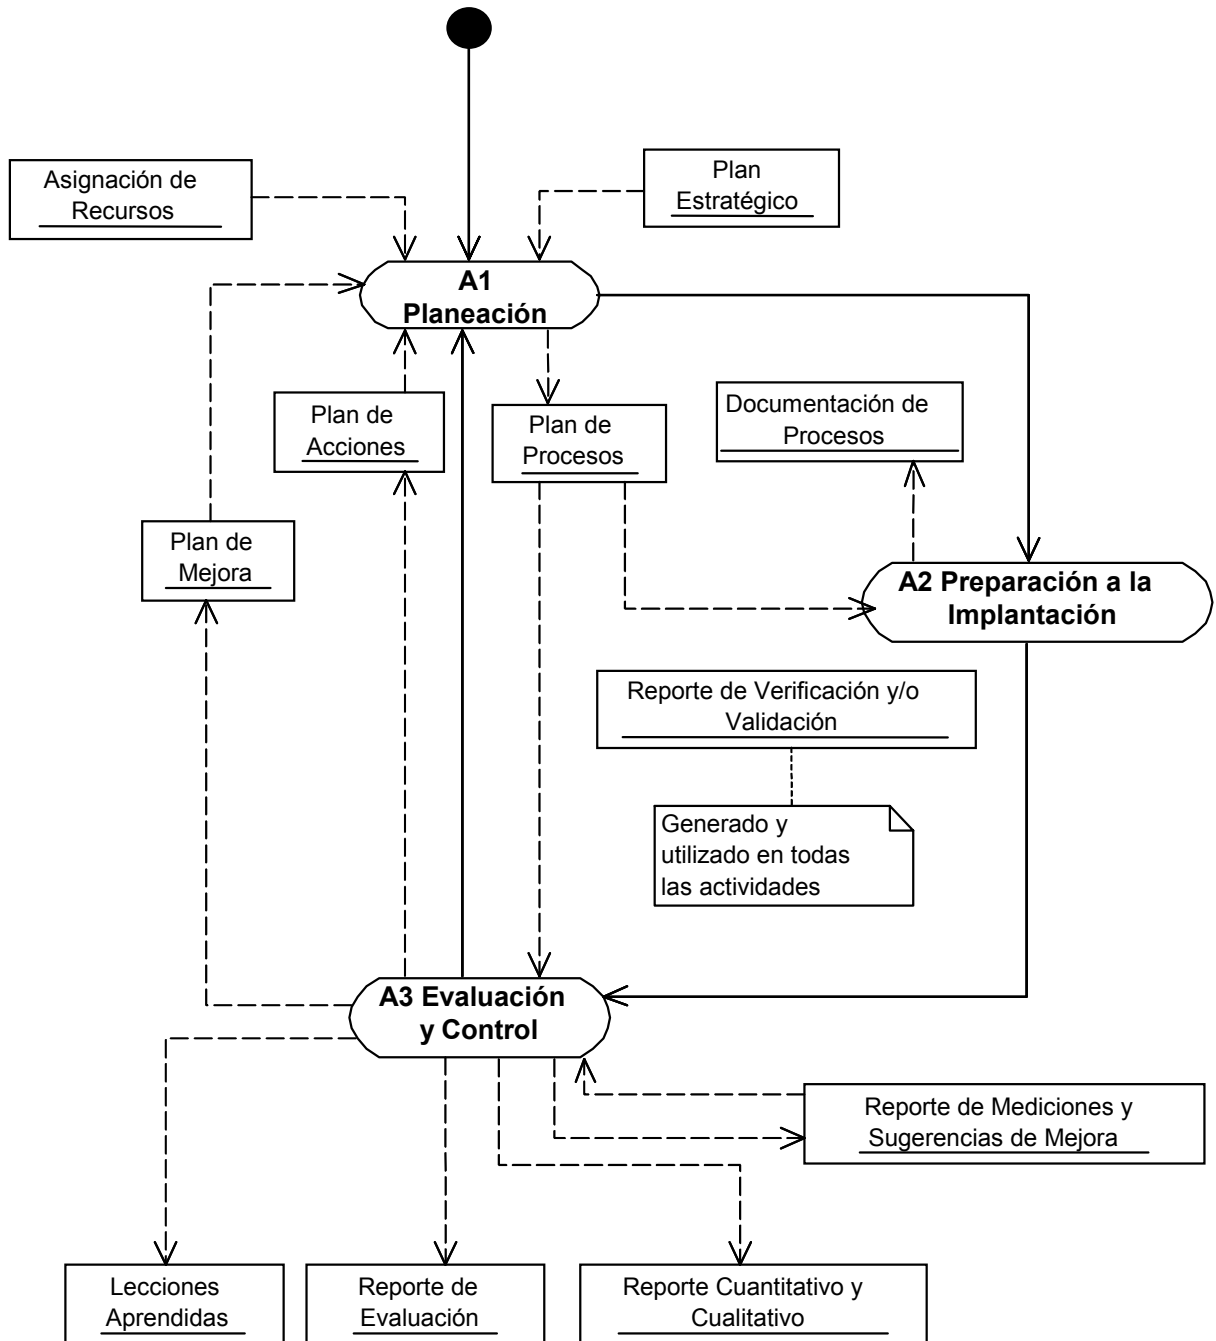 Asignación de
Recursos
Plan
Estratégico
A1
Planeación
Plan de
Acciones
Plan de
Procesos
Documentación de
Procesos
Plan de
Mejora
A2 Preparación a la
Implantación
Reporte de Verificación y/o
Validación
Generado y
utilizado en todas
las actividades
A3 Evaluación
y Control
Reporte de Mediciones y
Sugerencias de Mejora
Lecciones
Aprendidas
Reporte de
Evaluación
Reporte Cuantitativo y
Cualitativo